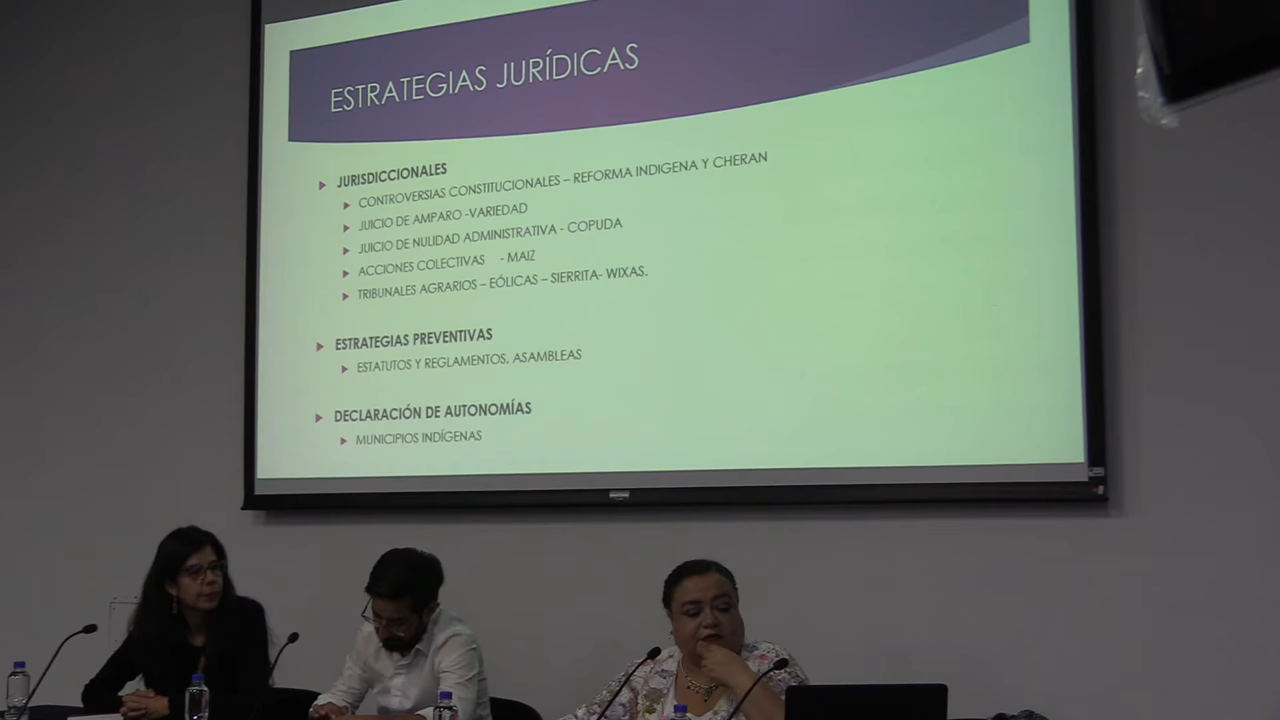 ESTRATEGIAS JURÍDICAS
JURISDICCIONALES
CONTROVERSIAS CONSTITUCIONALES – REFORMA INDIGENA Y CHERAN
JUICIO DE AMPARO -VARIEDAD
JUICIO DE NULIDAD ADMINISTRATIVA - COPUDA
ACCIONES COLECTIVAS - MAIZ
TRIBUNALES AGRARIOS – EÓLICAS – SIERRITA- WIXAS.
ESTRATEGIAS PREVENTIVAS
ESTATUTOS Y REGLAMENTOS, ASAMBLEAS
DECLARACIÓN DE AUTONOMÍAS
MUNICIPIOS INDÍGENAS